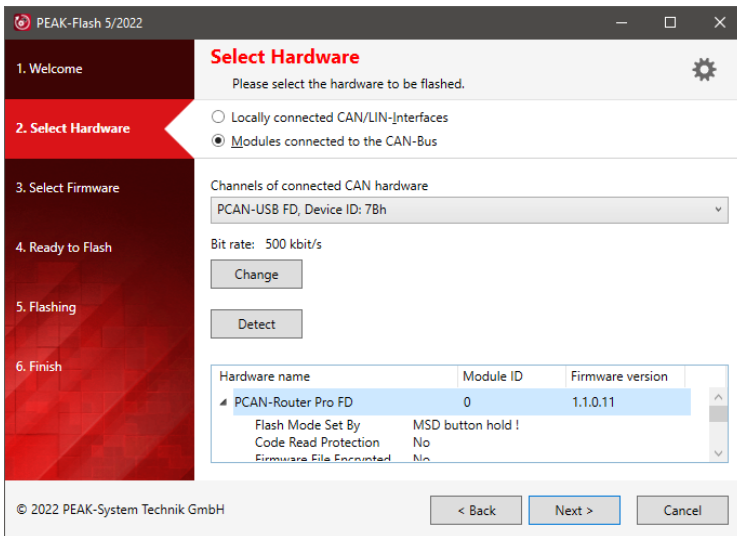 PEAK-Flash 5/2022
1. Welcome
2. Select Hardware
3. Select Firmware
4. Ready to Flash
5. Flashing
6. Finish
Select Hardware
Please select the hardware to be flashed.
Locally connected CAN/LIN-Interfaces
Modules connected to the CAN-Bus
Channels of connected CAN hardware
PCAN-USB FD, Device ID: 7Bh
Bit rate: 500 kbit/s
Change
Detect
Hardware name Module ID Firmware version
PCAN-Router Pro FD 0 1.1.0.11
Flash Mode Set By MSD button hold !
Code Read Protection No
Firmware File Encrypted No
© 2022 PEAK-System Technik GmbH
< Back Next > Cancel